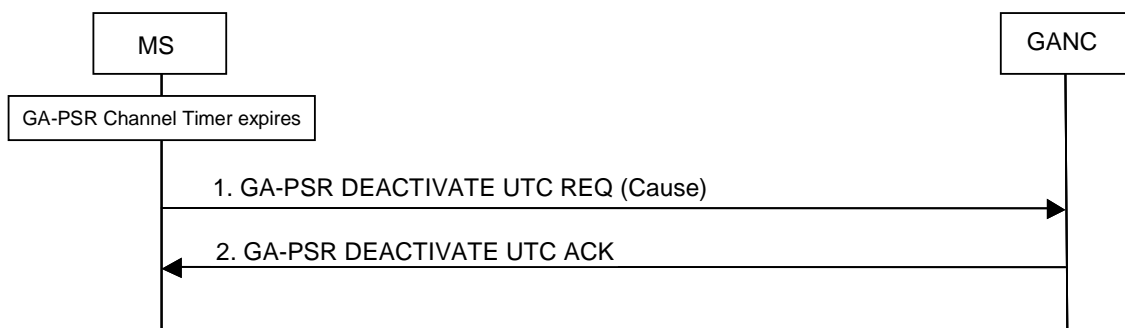 MS
GANC
GA-PSR Channel Timer expires
1. GA-PSR DEACTIVATE UTC REQ (Cause)
2. GA-PSR DEACTIVATE UTC ACK